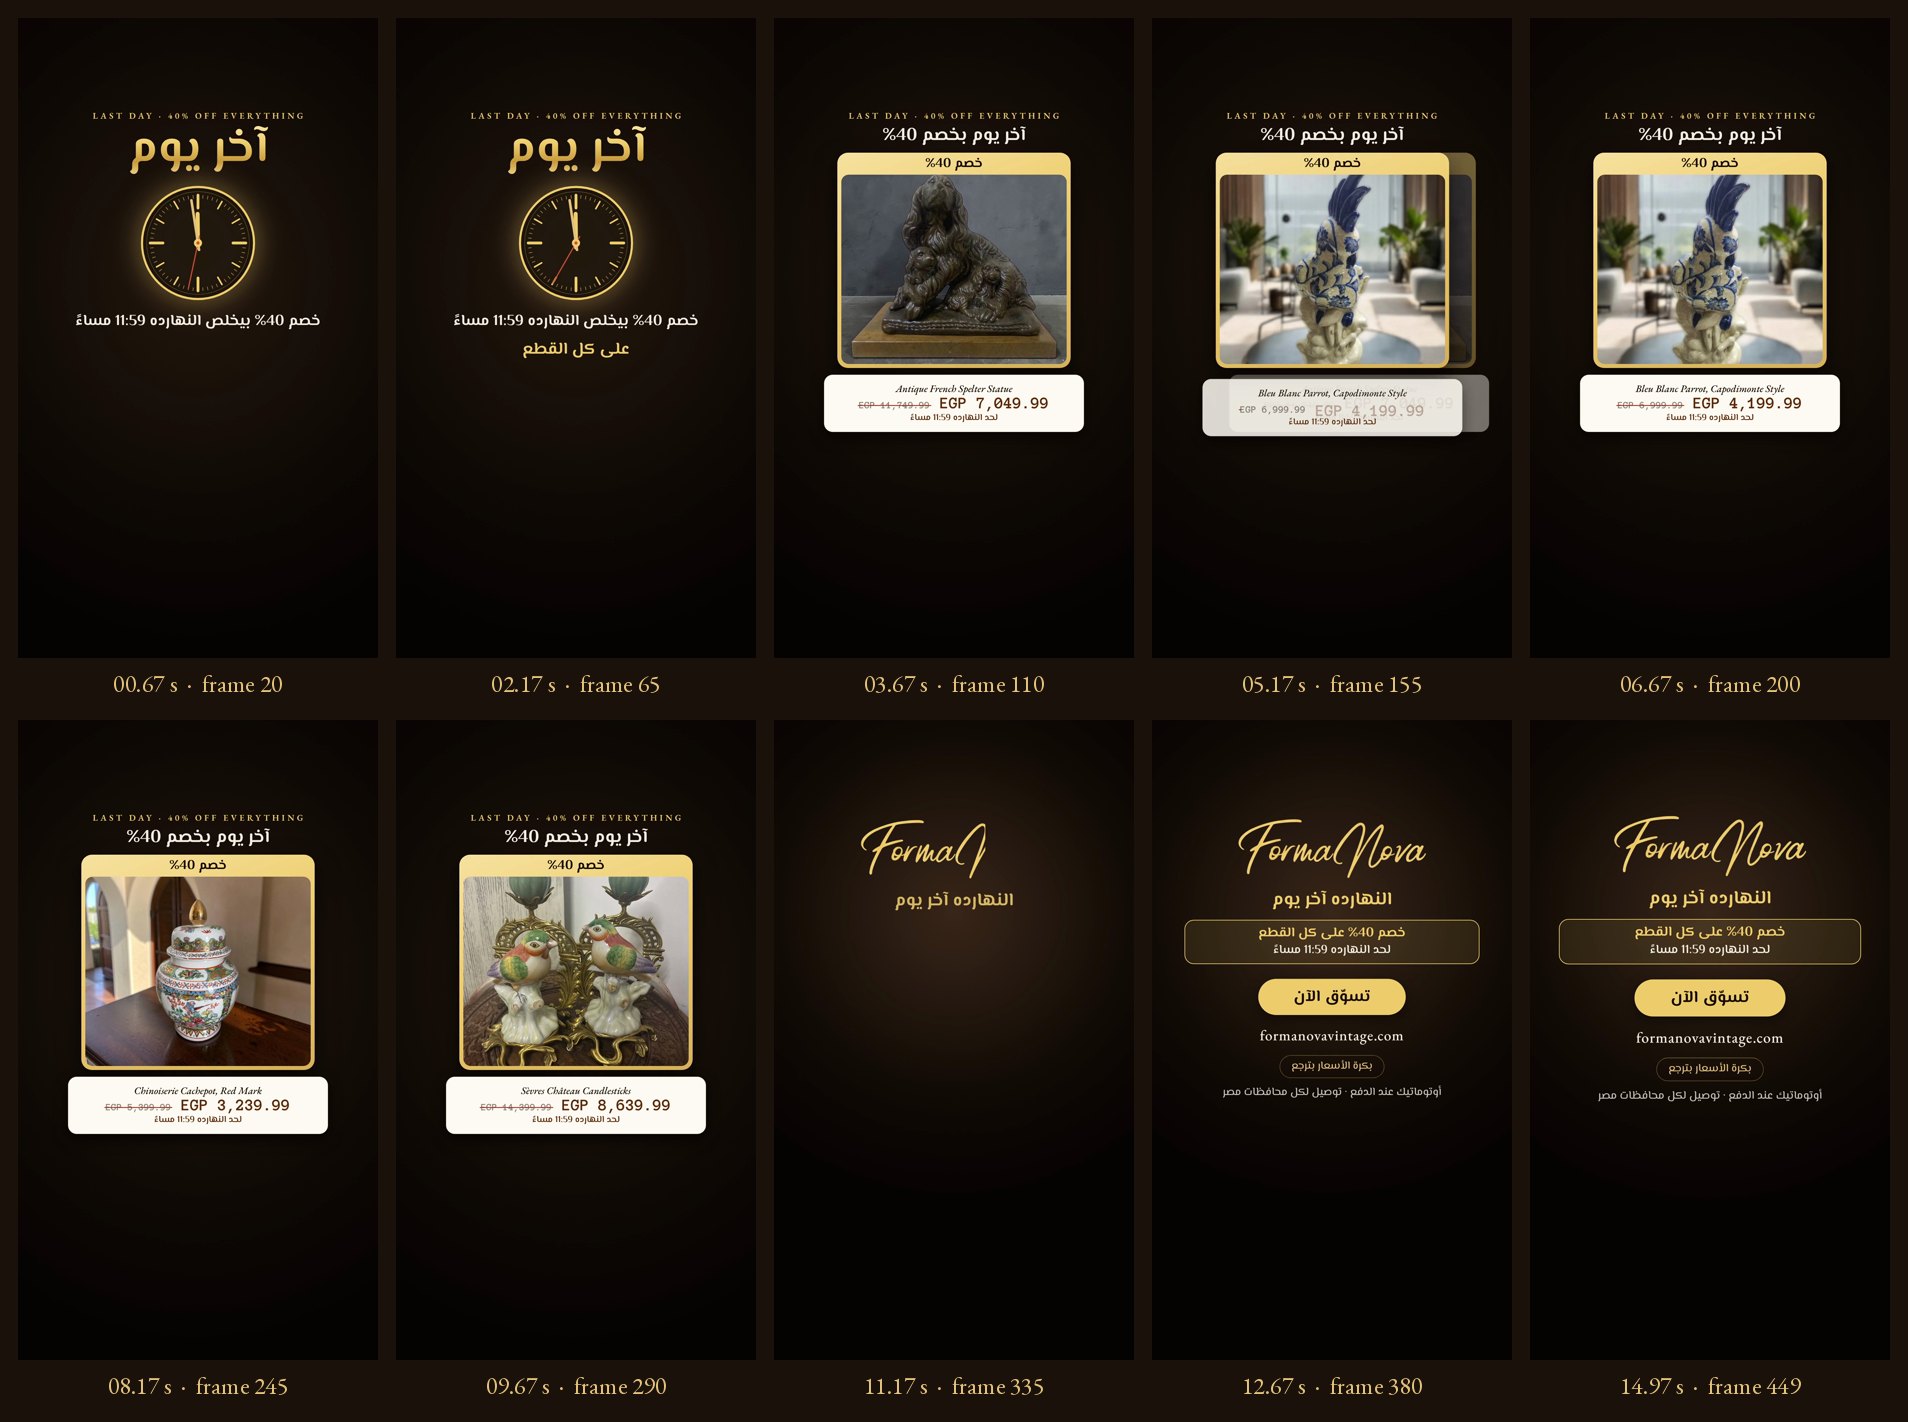 LAST DAY · 40% OFF EVERYTHING
آخر يوم
خصم 40% بيخلص النهارده 11:59 مساءً
00.67 s · frame 20
LAST DAY · 40% OFF EVERYTHING
آخر يوم
خصم 40% بيخلص النهارده 11:59 مساءً
على كل القطع
02.17 s · frame 65
LAST DAY · 40% OFF EVERYTHING
آخر يوم بخصم 40%
خصم 40%
Antique French Spelter Statue
EGP 11,749.99 EGP 7,049.99
لحد النهارده 11:59 مساءً
03.67 s · frame 110
LAST DAY · 40% OFF EVERYTHING
آخر يوم بخصم 40%
خصم 40%
Bleu Blanc Parrot, Capodimonte Style
EGP 6,999.99 EGP 4,199.99
لحد النهارده 11:59 مساءً
05.17 s · frame 155
LAST DAY · 40% OFF EVERYTHING
آخر يوم بخصم 40%
خصم 40%
Bleu Blanc Parrot, Capodimonte Style
EGP 6,999.99 EGP 4,199.99
لحد النهارده 11:59 مساءً
06.67 s · frame 200
LAST DAY · 40% OFF EVERYTHING
آخر يوم بخصم 40%
خصم 40%
Chinoiserie Cachepot, Red Mark
EGP 5,399.99 EGP 3,239.99
لحد النهارده 11:59 مساءً
08.17 s · frame 245
LAST DAY · 40% OFF EVERYTHING
آخر يوم بخصم 40%
خصم 40%
Sèvres Château Candlesticks
EGP 14,399.99 EGP 8,639.99
لحد النهارده 11:59 مساءً
09.67 s · frame 290
Forma
النهارده آخر يوم
11.17 s · frame 335
FormaNova
النهارده آخر يوم
خصم 40% على كل القطع
لحد النهارده 11:59 مساءً
تسوّق الآن
formanovavintage.com
بكرة الأسعار بترجع
أوتوماتيك عند الدفع · توصيل لكل محافظات مصر
12.67 s · frame 380
FormaNova
النهارده آخر يوم
خصم 40% على كل القطع
لحد النهارده 11:59 مساءً
تسوّق الآن
formanovavintage.com
بكرة الأسعار بترجع
أوتوماتيك عند الدفع · توصيل لكل محافظات مصر
14.97 s · frame 449